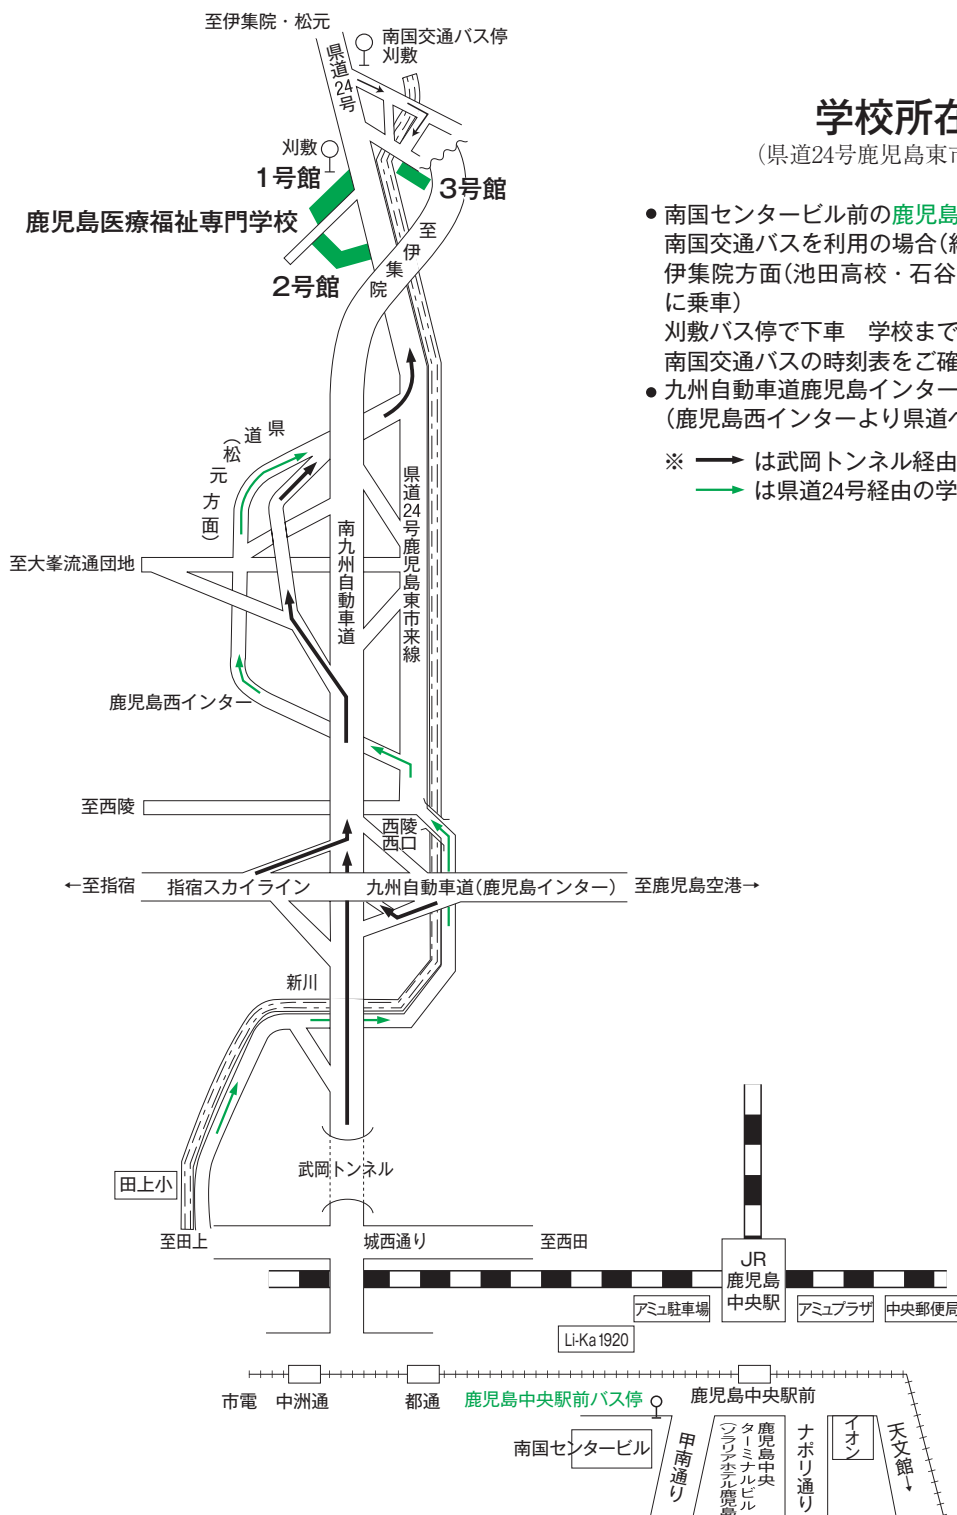 至伊集院・松元
南国交通バス停
刈敷
県道24号
刈敷
1号館
3号館
鹿児島医療福祉専門学校
2号館
至伊集院
学校所在
(県道24号鹿児島東市
● 南国センタービル前の鹿児島
南国交通バスを利用の場合(経
伊集院方面(池田高校・石谷
に乗車)
刈敷バス停で下車 学校まで
南国交通バスの時刻表をご確
● 九州自動車道鹿児島インター
(鹿児島西インターより県道へ
※ → は武岡トンネル経由
→ は県道24号経由の学
県道
(松元方面)
南九州自動車道
県道24号鹿児島東市来線
至大峯流通団地
鹿児島西インター
至西陵
西陵
西口
←至指宿
指宿スカイライン
九州自動車道(鹿児島インター)
至鹿児島空港→
新川
武岡トンネル
田上小
至田上
城西通り
至西田
JR
鹿児島
中央駅
アミュ駐車場
アミュプラザ
中央郵便局
Li-Ka1920
市電
中洲通
都通
鹿児島中央駅前バス停
鹿児島中央駅前
南国センタービル
甲南通り
鹿児島中央
ターミナルビル
(ソラリアホテル鹿児島
ナポリ通り
イオン
天文館→